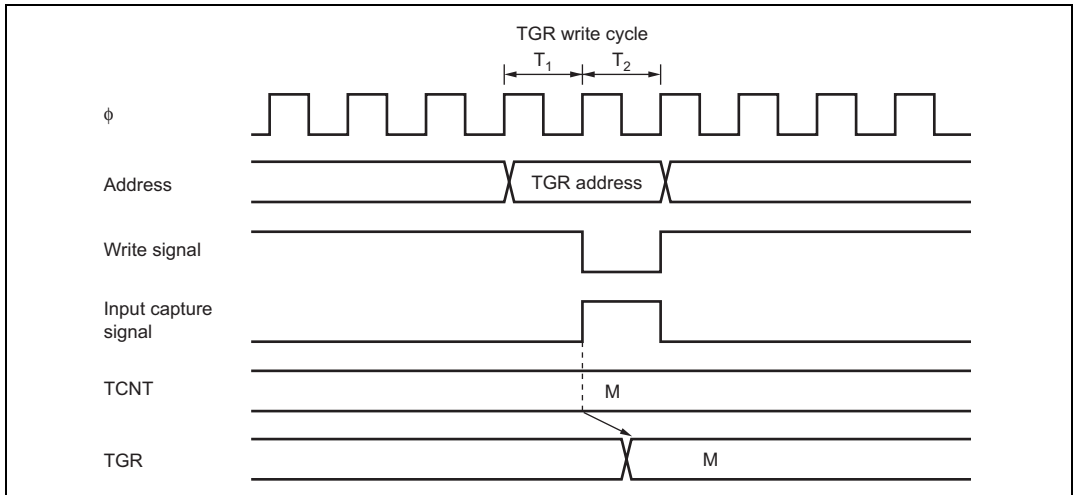 TGR write cycle
T1 T2
ϕ
Address
TGR address
Write signal
Input capture
signal
TCNT
M
TGR
M